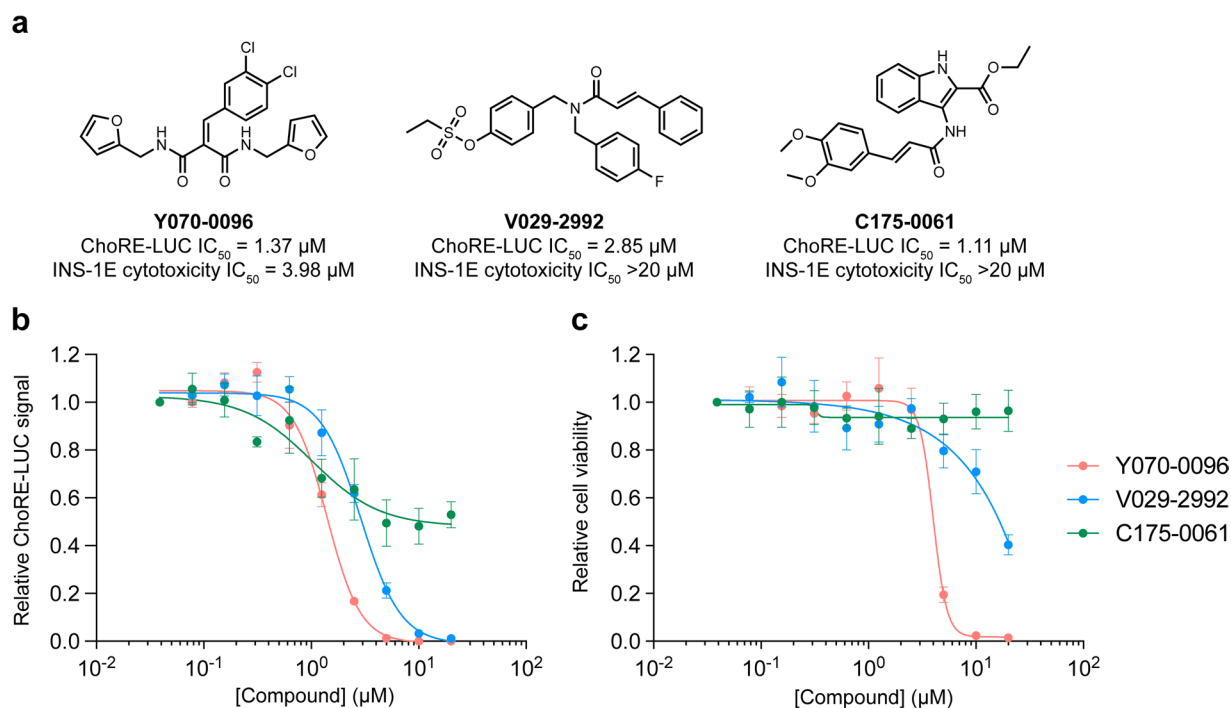 a
Cl
Cl
O
H
N
O
O
HN
O
Y070-0096
ChoRE-LUC IC₅₀ = 1.37 µM
INS-1E cytotoxicity IC₅₀ = 3.98 µM
O
N
O
S
O
O
F
V029-2992
ChoRE-LUC IC₅₀ = 2.85 µM
INS-1E cytotoxicity IC₅₀ >20 µM
H
N
O
O
NH
O
O
O
C175-0061
ChoRE-LUC IC₅₀ = 1.11 µM
INS-1E cytotoxicity IC₅₀ >20 µM
b
Relative ChoRE-LUC signal
1.2
1.0
0.8
0.6
0.4
0.2
0.0
10⁻²
10⁻¹
10⁰
10¹
10²
[Compound] (µM)
c
Relative cell viability
1.2
1.0
0.8
0.6
0.4
0.2
0.0
10⁻²
10⁻¹
10⁰
10¹
10²
[Compound] (µM)
Y070-0096
V029-2992
C175-0061